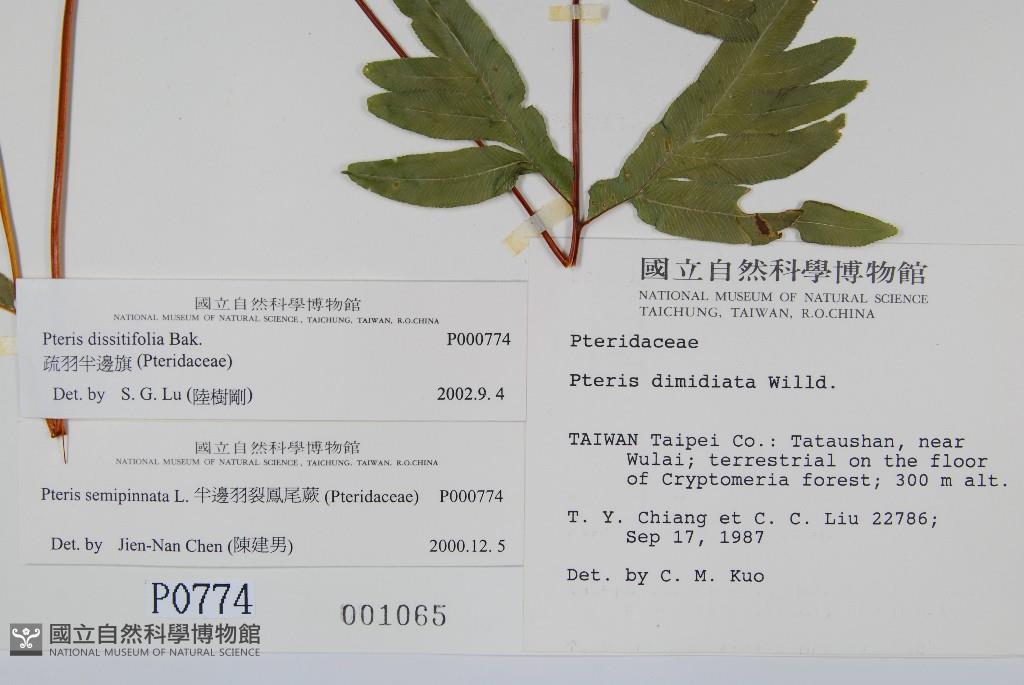 國立自然科學博物館
NATIONAL MUSEUM OF NATURAL SCIENCE, TAICHUNG, TAIWAN, R.O.CHINA
Pteris dissitifolia Bak. P000774
疏羽半邊旗 (Pteridaceae)
Det. by S. G. Lu (陸樹剛) 2002.9. 4
國立自然科學博物館
NATIONAL MUSEUM OF NATURAL SCIENCE, TAICHUNG, TAIWAN, R.O.CHINA
Pteris semipinnata L. 半邊羽裂鳳尾蕨 (Pteridaceae) P000774
Det. by Jien-Nan Chen (陳建男) 2000.12. 5
P0774
001065
國立自然科學博物館
NATIONAL MUSEUM OF NATURAL SCIENCE
國立自然科學博物館
NATIONAL MUSEUM OF NATURAL SCIENCE
TAICHUNG, TAIWAN, R.O.CHINA
Pteridaceae
Pteris dimidiata Willd.
TAIWAN Taipei Co.: Tataushan, near
Wulai; terrestrial on the floor
of Cryptomeria forest; 300 m alt.
T. Y. Chiang et C. C. Liu 22786;
Sep 17, 1987
Det. by C. M. Kuo